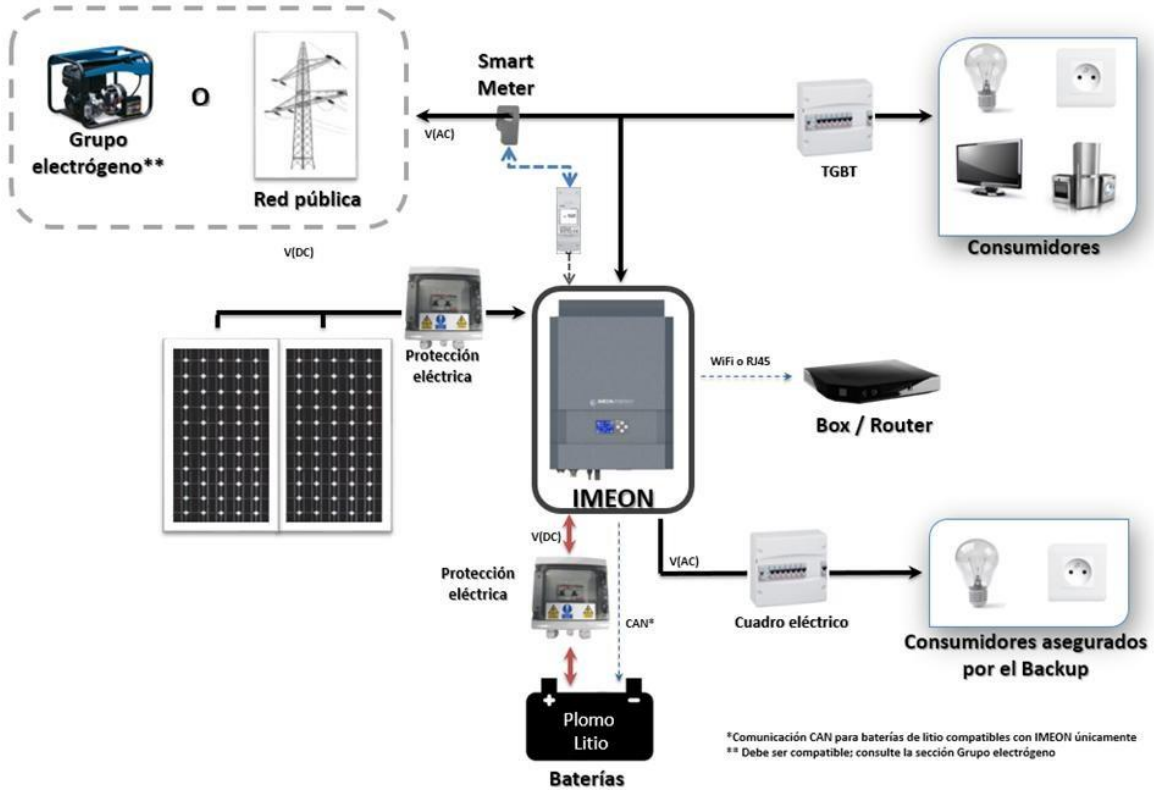 Smart
Meter
O
Grupo
electrógeno**
Red pública
V(AC)
TGBT
Consumidores
V(DC)
Protección
eléctrica
WiFi o RJ45
Box / Router
IMEON
V(DC)
Protección
eléctrica
CAN*
V(AC)
Cuadro eléctrico
Consumidores asegurados
por el Backup
Plomo
Litio
Baterías
*Comunicación CAN para baterías de litio compatibles con IMEON únicamente
** Debe ser compatible; consulte la sección Grupo electrógeno